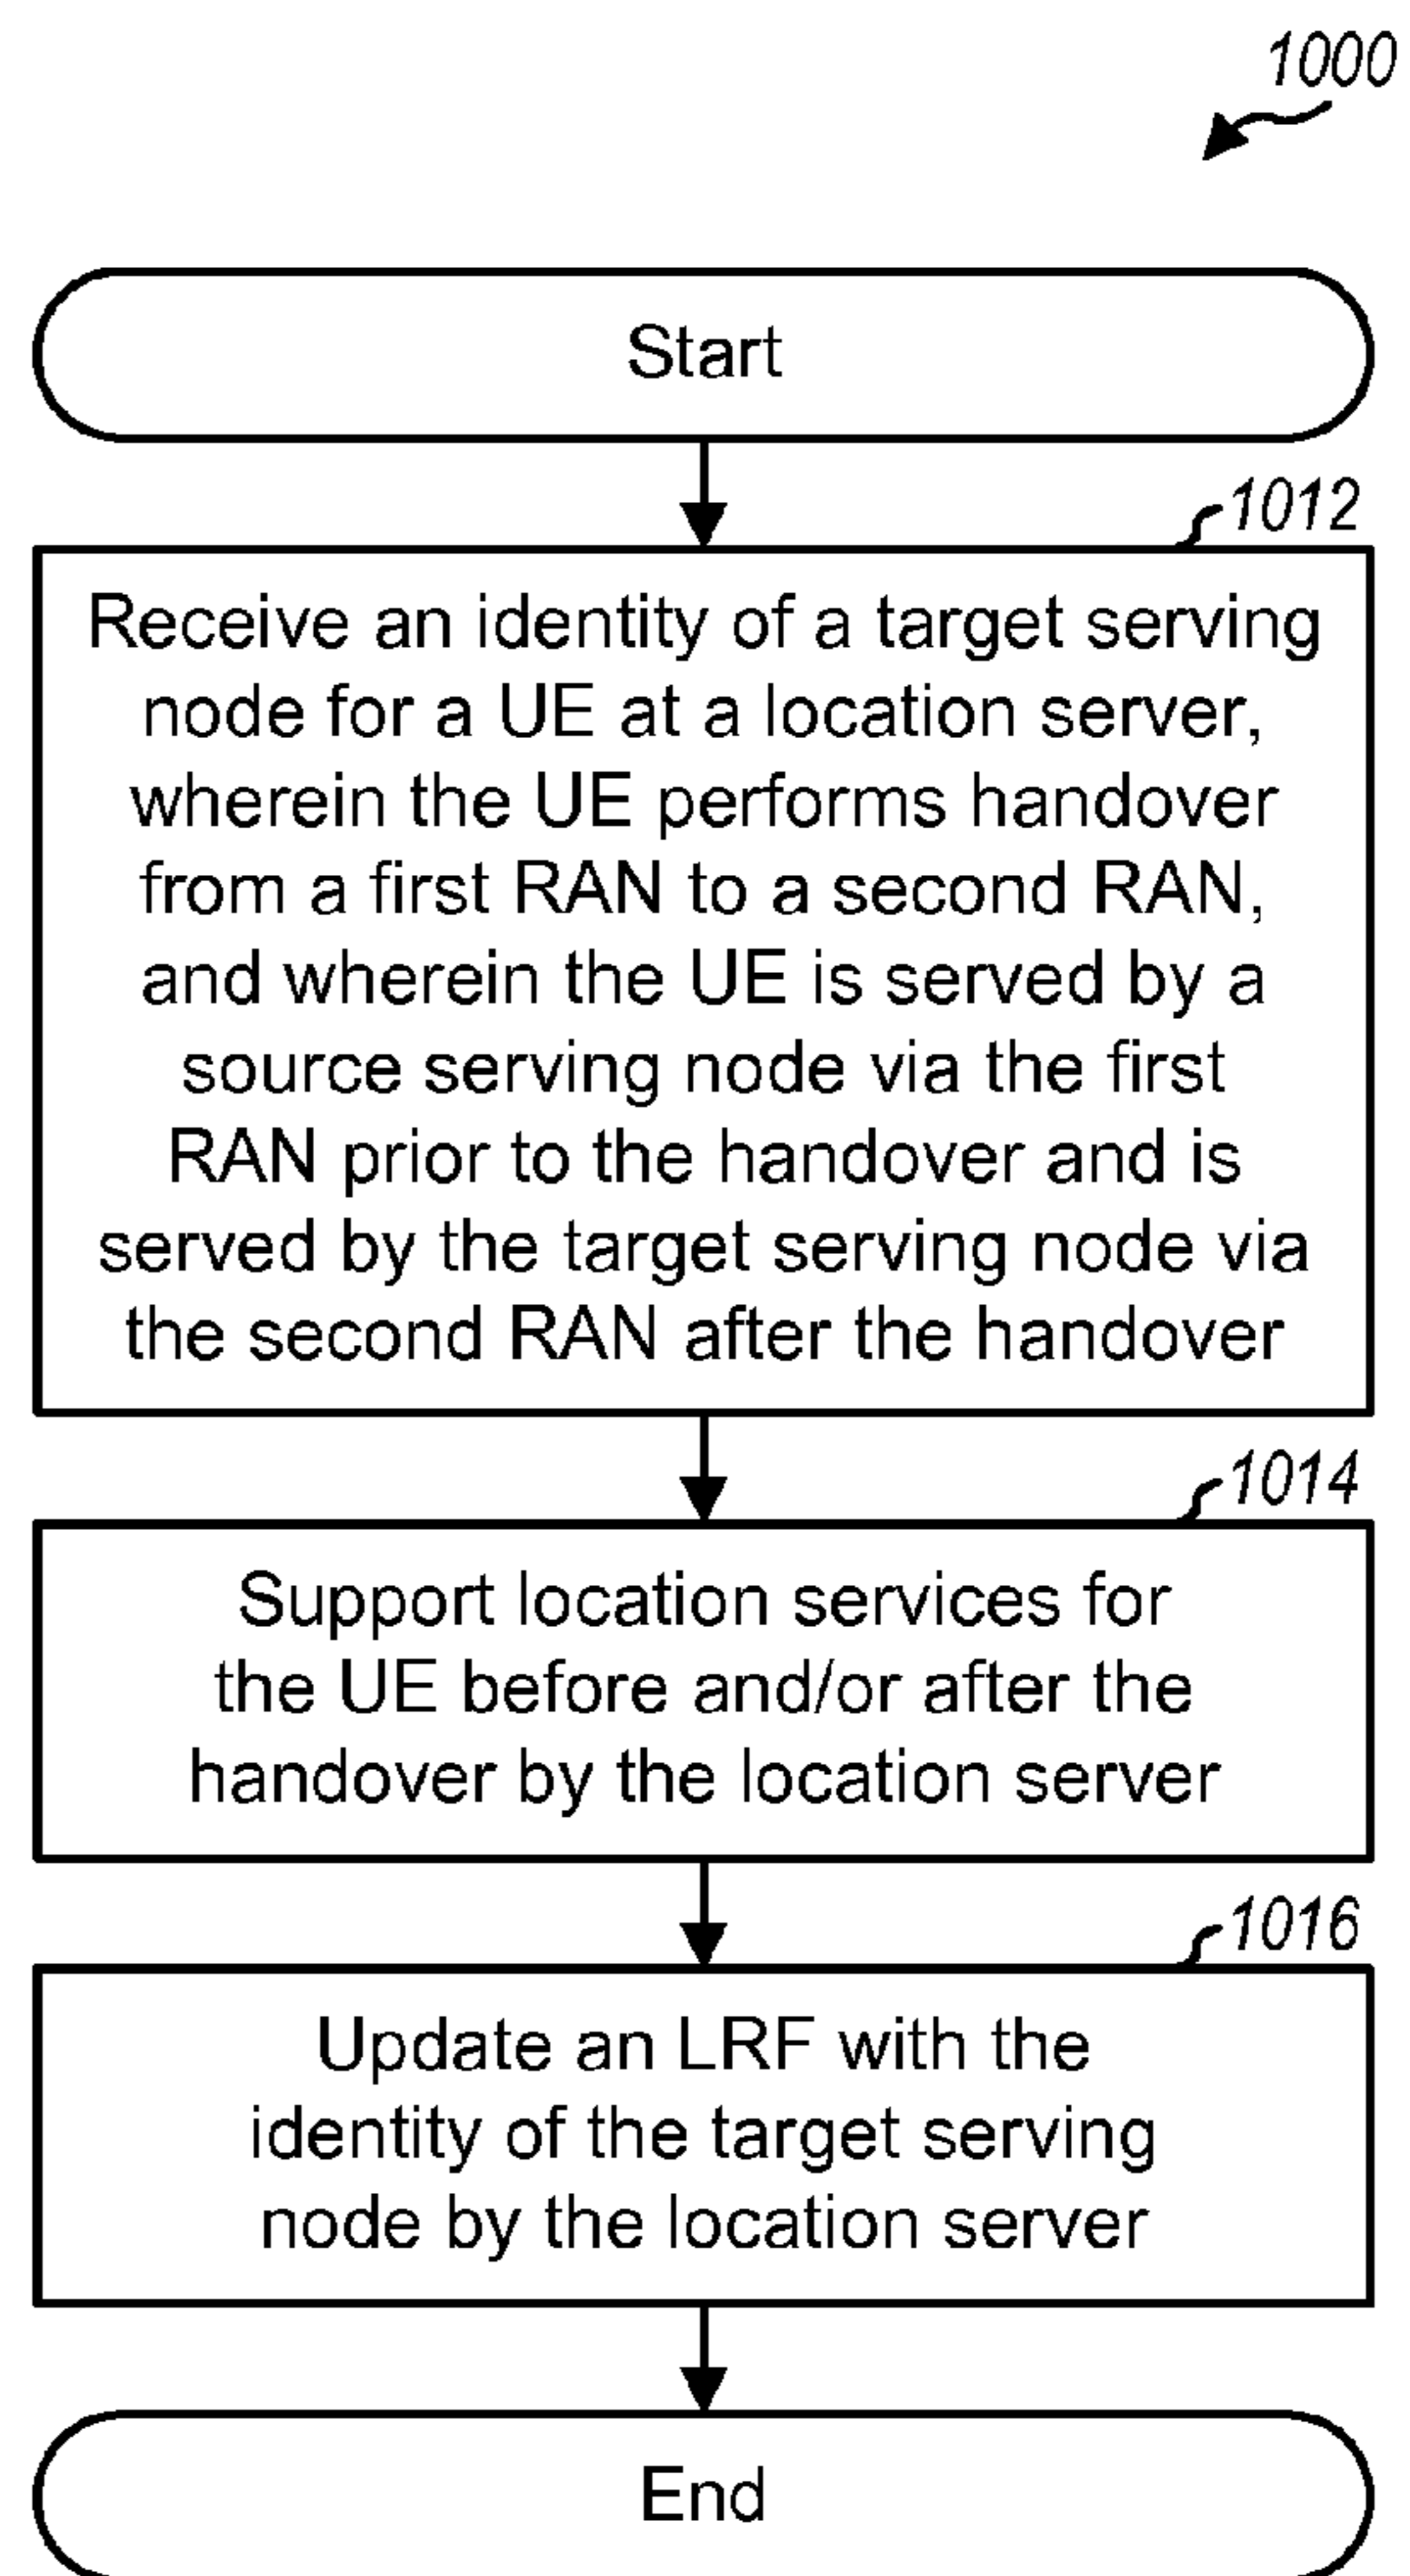 1000
Start
1012
Receive an identity of a target serving
node for a UE at a location server,
wherein the UE performs handover
from a first RAN to a second RAN,
and wherein the UE is served by a
source serving node via the first
RAN prior to the handover and is
served by the target serving node via
the second RAN after the handover
1014
Support location services for
the UE before and/or after the
handover by the location server
1016
Update an LRF with the
identity of the target serving
node by the location server
End